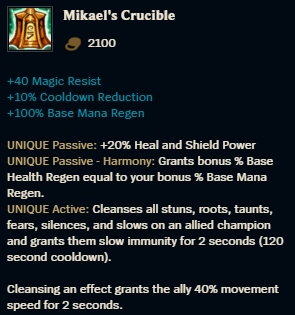 Mikael's Crucible
2100
+40 Magic Resist
+10% Cooldown Reduction
+100% Base Mana Regen
UNIQUE Passive: +20% Heal and Shield Power
UNIQUE Passive - Harmony: Grants bonus % Base
Health Regen equal to your bonus % Base Mana
Regen.
UNIQUE Active: Cleanses all stuns, roots, taunts,
fears, silences, and slows on an allied champion
and grants them slow immunity for 2 seconds (120
second cooldown).
Cleansing an effect grants the ally 40% movement
speed for 2 seconds.